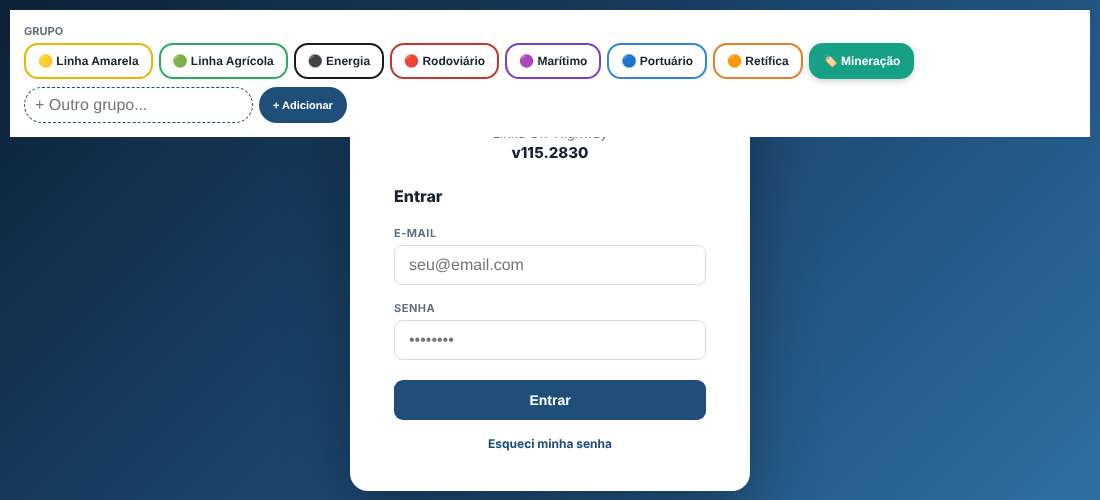 GRUPO
Linha Amarela
Linha Agrícola
Energia
Rodoviário
Marítimo
Portuário
Retífica
Mineração
+ Outro grupo...
+ Adicionar
v115.2830
Entrar
E-MAIL
seu@email.com
SENHA
••••••••
Entrar
Esqueci minha senha